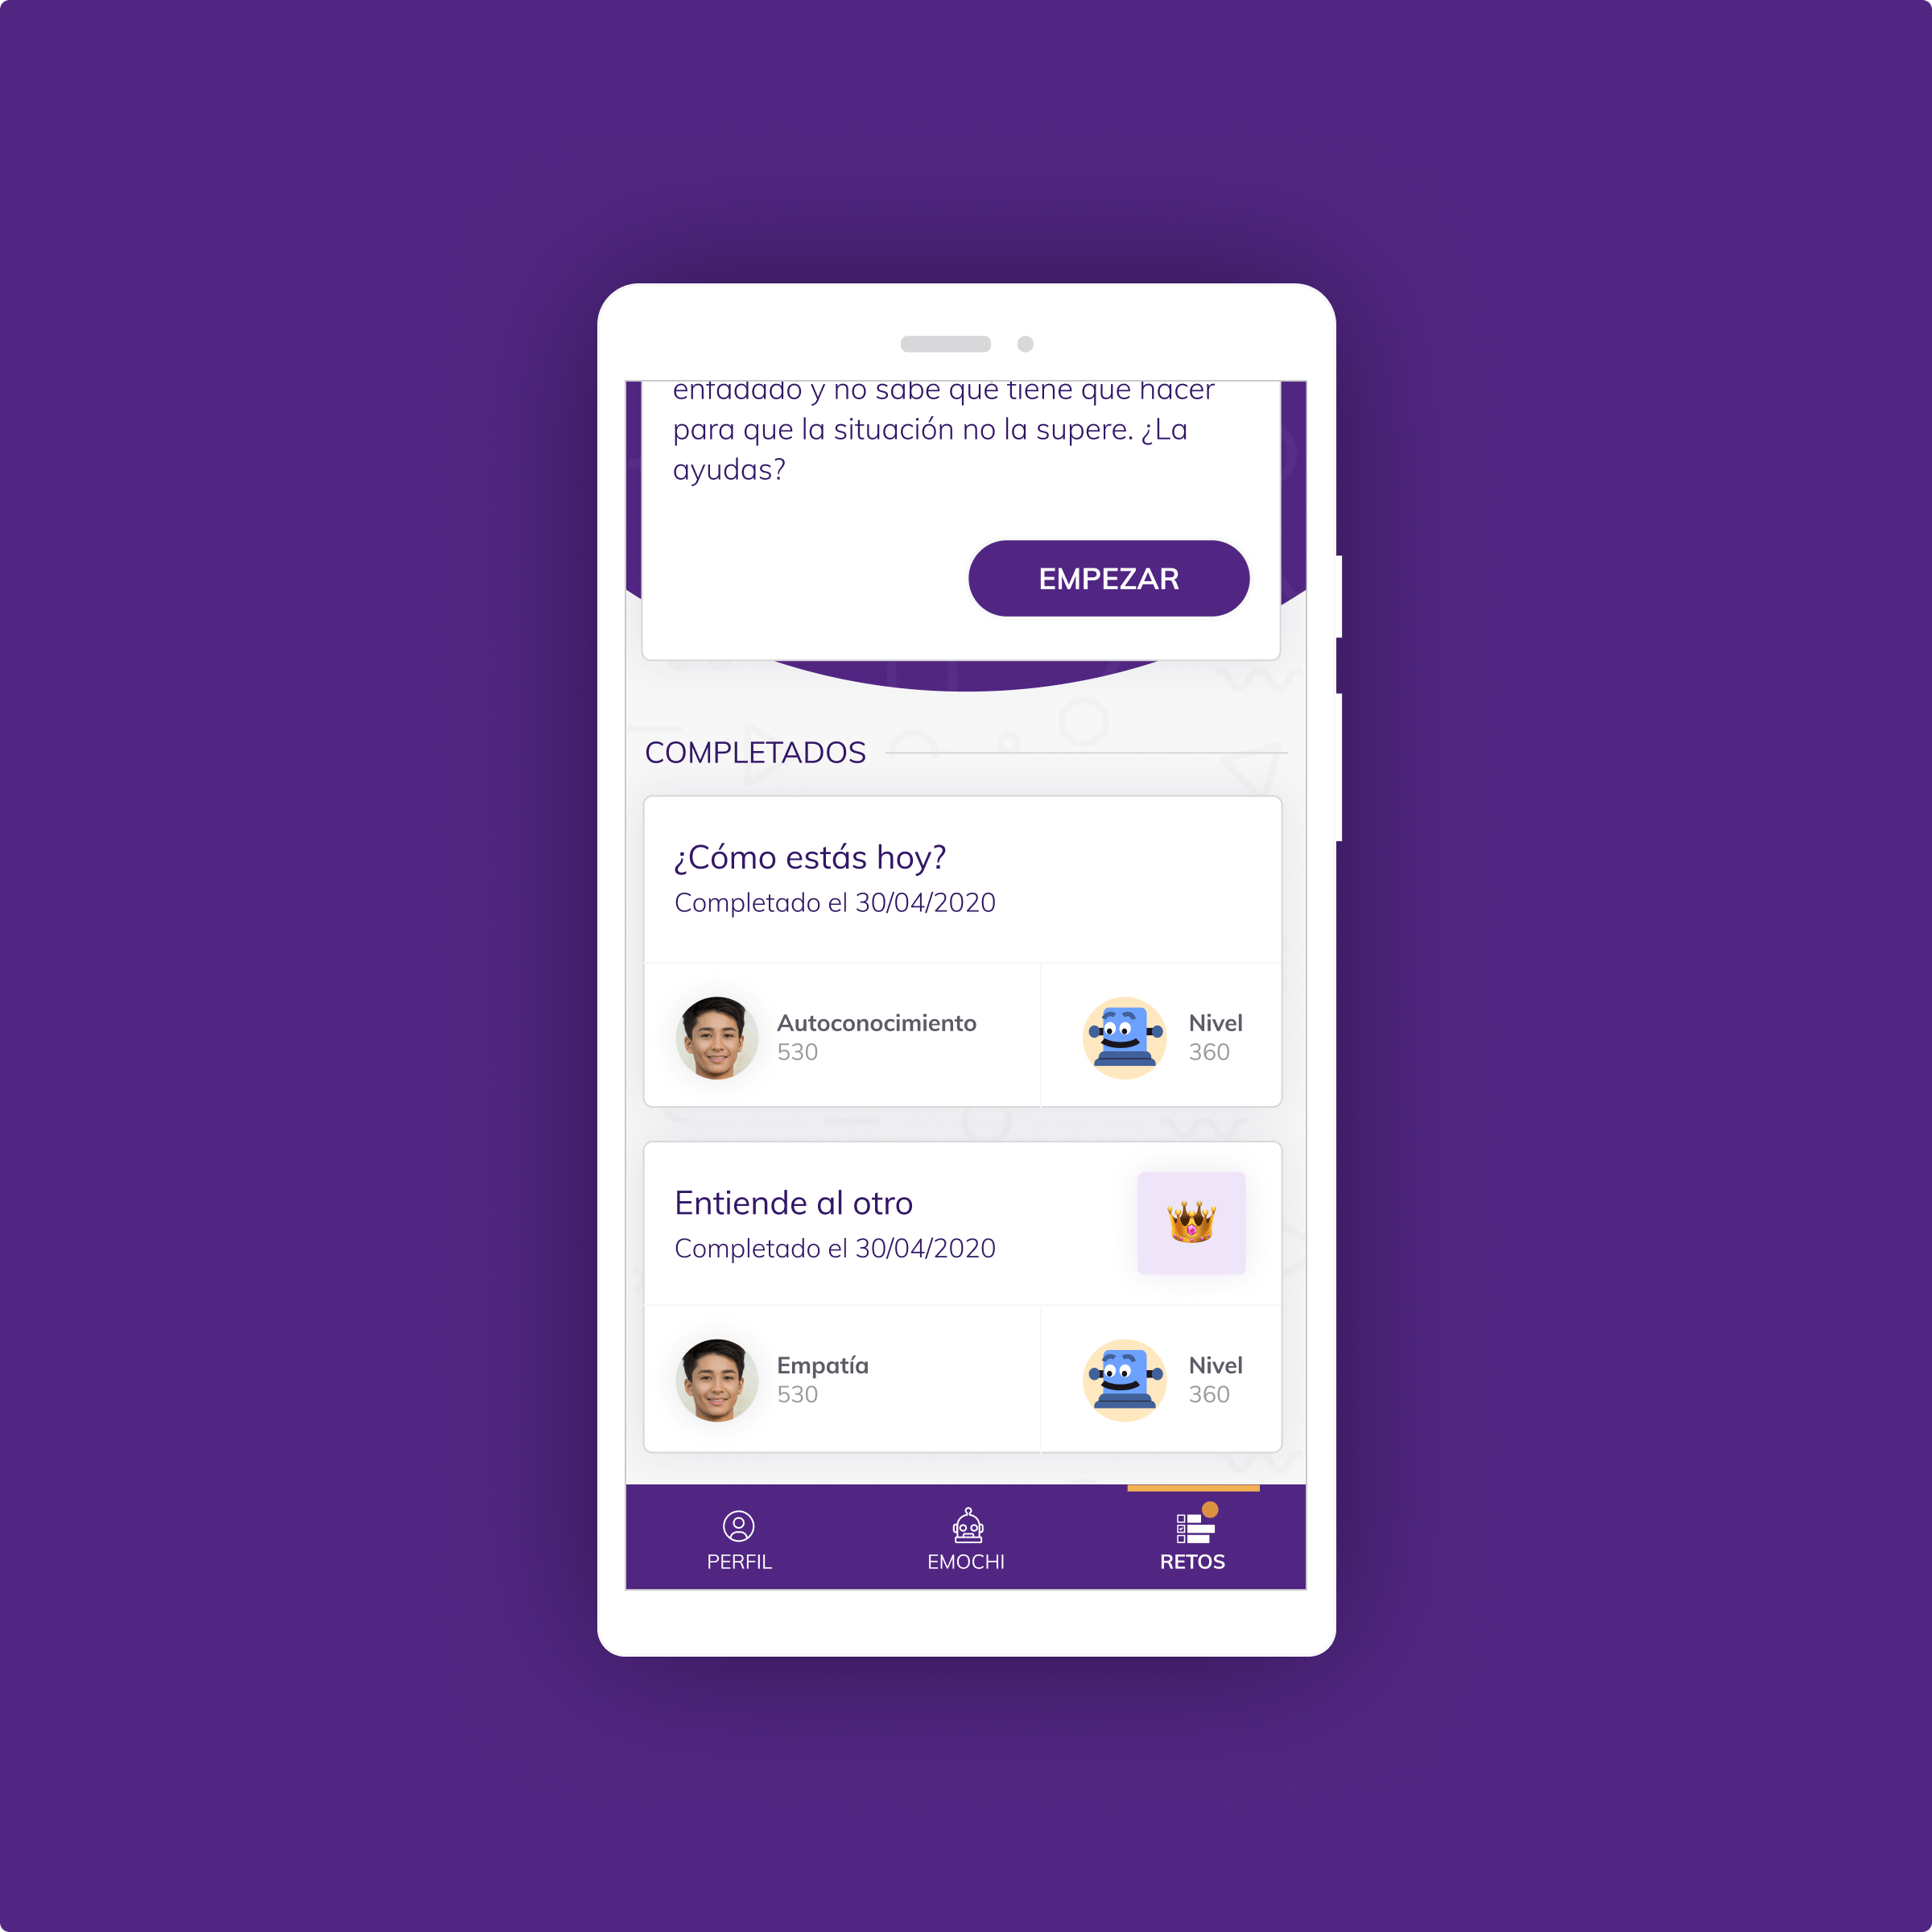 enfadado y no sabe qué tiene que hacer
para que la situación no la supere. ¿La
ayudas?
EMPEZAR
COMPLETADOS
¿Cómo estás hoy?
Completado el 30/04/2020
Autoconocimiento
530
Nivel
360
Entiende al otro
Completado el 30/04/2020
Empatía
530
Nivel
360
PERFIL
EMOCHI
RETOS